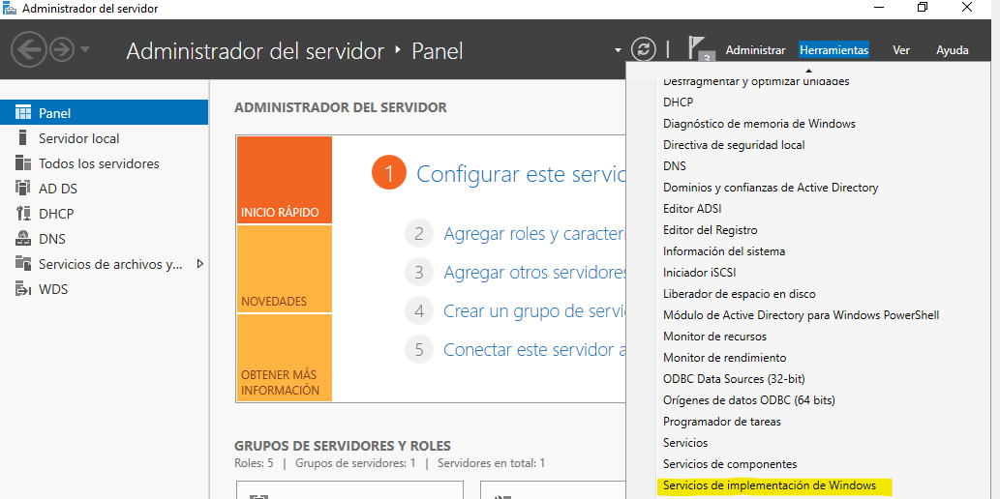 Administrador del servidor
Administrador del servidor ‣ Panel
3
Administrar
Herramientas
Ver
Ayuda
Panel
Servidor local
Todos los servidores
AD DS
DHCP
DNS
Servicios de archivos y...
WDS
ADMINISTRADOR DEL SERVIDOR
INICIO RÁPIDO
NOVEDADES
OBTENER MÁS
INFORMACIÓN
1 Configurar este servid
2 Agregar roles y caracterí
3 Agregar otros servidores
4 Crear un grupo de servi
5 Conectar este servidor a
GRUPOS DE SERVIDORES Y ROLES
Roles: 5 | Grupos de servidores: 1 | Servidores en total: 1
Desfragmentar y optimizar unidades
DHCP
Diagnóstico de memoria de Windows
Directiva de seguridad local
DNS
Dominios y confianzas de Active Directory
Editor ADSI
Editor del Registro
Información del sistema
Iniciador iSCSI
Liberador de espacio en disco
Módulo de Active Directory para Windows PowerShell
Monitor de recursos
Monitor de rendimiento
ODBC Data Sources (32-bit)
Orígenes de datos ODBC (64 bits)
Programador de tareas
Servicios
Servicios de componentes
Servicios de implementación de Windows